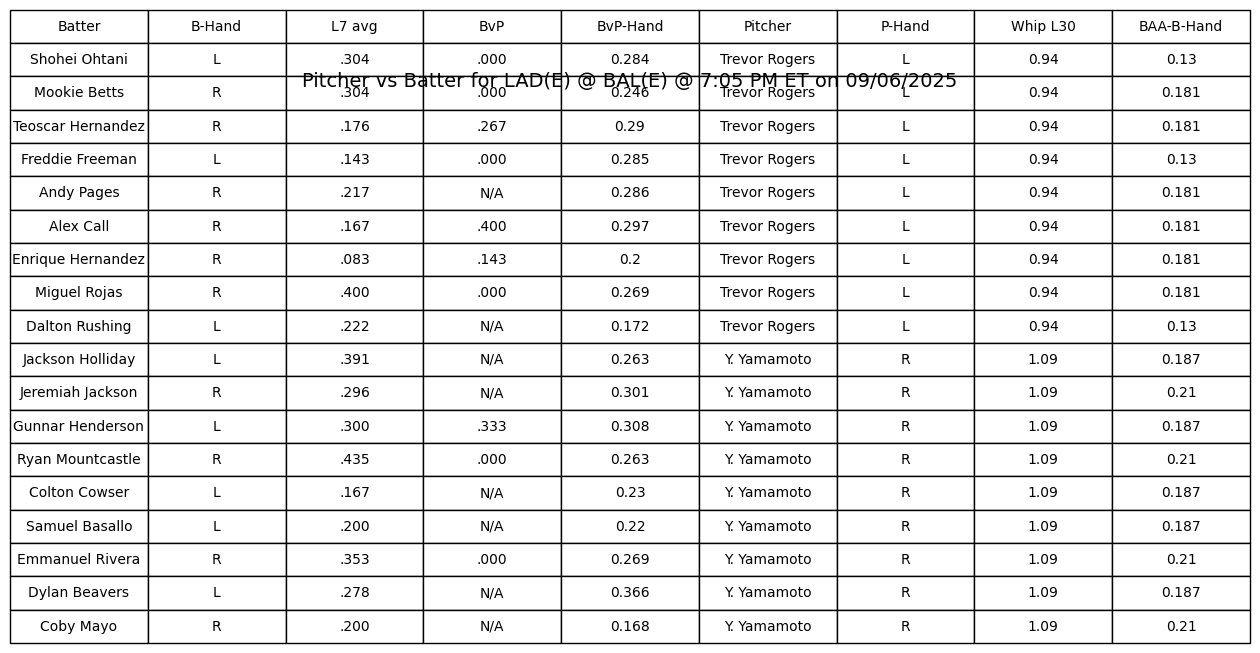 Batter B-Hand L7 avg BvP BvP-Hand Pitcher P-Hand Whip L30 BAA-B-Hand
Shohei Ohtani L .304 .000 0.284 Trevor Rogers L 0.94 0.13
Pitcher vs Batter for LAD(E) @ BAL(E) @ 7:05 PM ET on 09/06/2025
Mookie Betts R .304 .000 0.246 Trevor Rogers L 0.94 0.181
Teoscar Hernandez R .176 .267 0.29 Trevor Rogers L 0.94 0.181
Freddie Freeman L .143 .000 0.285 Trevor Rogers L 0.94 0.13
Andy Pages R .217 N/A 0.286 Trevor Rogers L 0.94 0.181
Alex Call R .167 .400 0.297 Trevor Rogers L 0.94 0.181
Enrique Hernandez R .083 .143 0.2 Trevor Rogers L 0.94 0.181
Miguel Rojas R .400 .000 0.269 Trevor Rogers L 0.94 0.181
Dalton Rushing L .222 N/A 0.172 Trevor Rogers L 0.94 0.13
Jackson Holliday L .391 N/A 0.263 Y. Yamamoto R 1.09 0.187
Jeremiah Jackson R .296 N/A 0.301 Y. Yamamoto R 1.09 0.21
Gunnar Henderson L .300 .333 0.308 Y. Yamamoto R 1.09 0.187
Ryan Mountcastle R .435 .000 0.263 Y. Yamamoto R 1.09 0.21
Colton Cowser L .167 N/A 0.23 Y. Yamamoto R 1.09 0.187
Samuel Basallo L .200 N/A 0.22 Y. Yamamoto R 1.09 0.187
Emmanuel Rivera R .353 .000 0.269 Y. Yamamoto R 1.09 0.21
Dylan Beavers L .278 N/A 0.366 Y. Yamamoto R 1.09 0.187
Coby Mayo R .200 N/A 0.168 Y. Yamamoto R 1.09 0.21